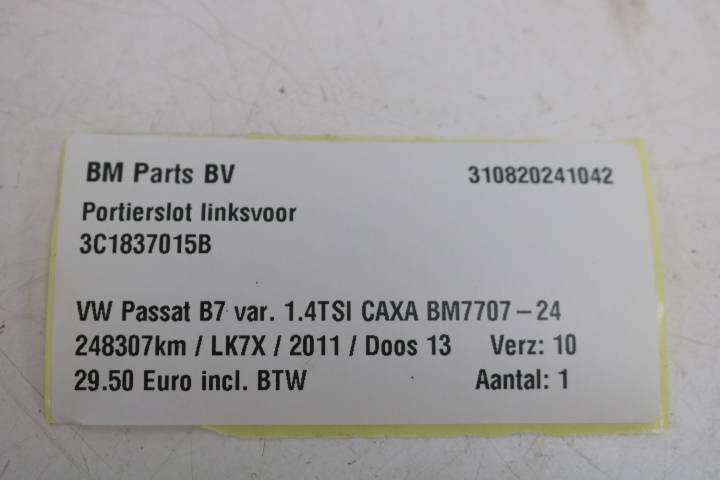 BM Parts BV 310820241042
Portierslot linksvoor
3C1837015B
VW Passat B7 var. 1.4TSI CAXA BM7707-24
248307km / LK7X / 2011 / Doos 13 Verz: 10
29.50 Euro incl. BTW Aantal: 1